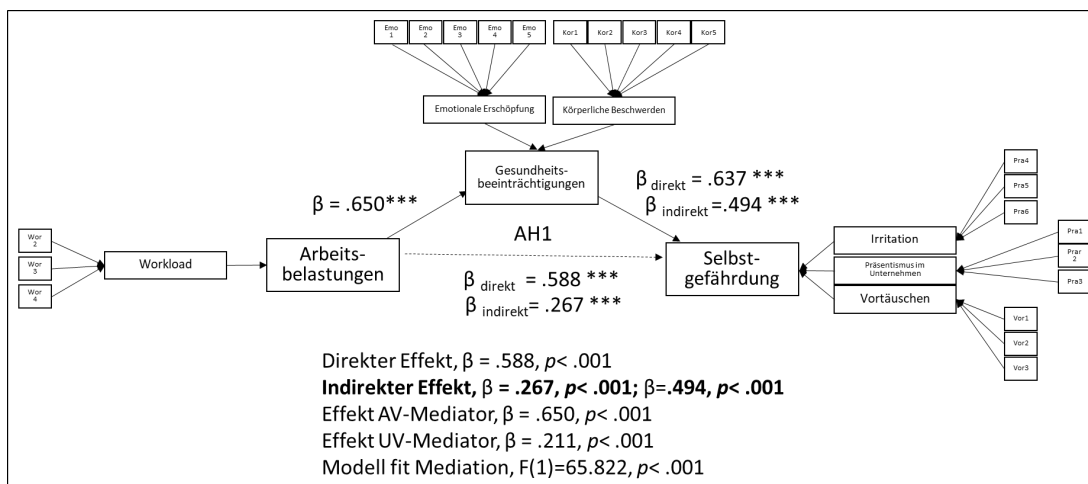 Emo
1
Emo
2
Emo
3
Emo
4
Emo
5
Kor1
Kor2
Kor3
Kor4
Kor5
Emotionale Erschöpfung
Körperliche Beschwerden
Gesundheits-
beeinträchtigungen
β = .650***
β direkt = .637 ***
β indirekt =.494 ***
AH1
Wor
2
Wor
3
Wor
4
Workload
Arbeits-
belastungen
β direkt = .588 ***
β indirekt= .267 ***
Selbst-
gefährdung
Irritation
Präsentismus im
Unternehmen
Vortäuschen
Pra4
Pra5
Pra6
Pra1
Prar
2
Pra3
Vor1
Vor2
Vor3
Direkter Effekt, β = .588, p< .001
Indirekter Effekt, β = .267, p< .001; β=.494, p< .001
Effekt AV-Mediator, β = .650, p< .001
Effekt UV-Mediator, β = .211, p< .001
Modell fit Mediation, F(1)=65.822, p< .001